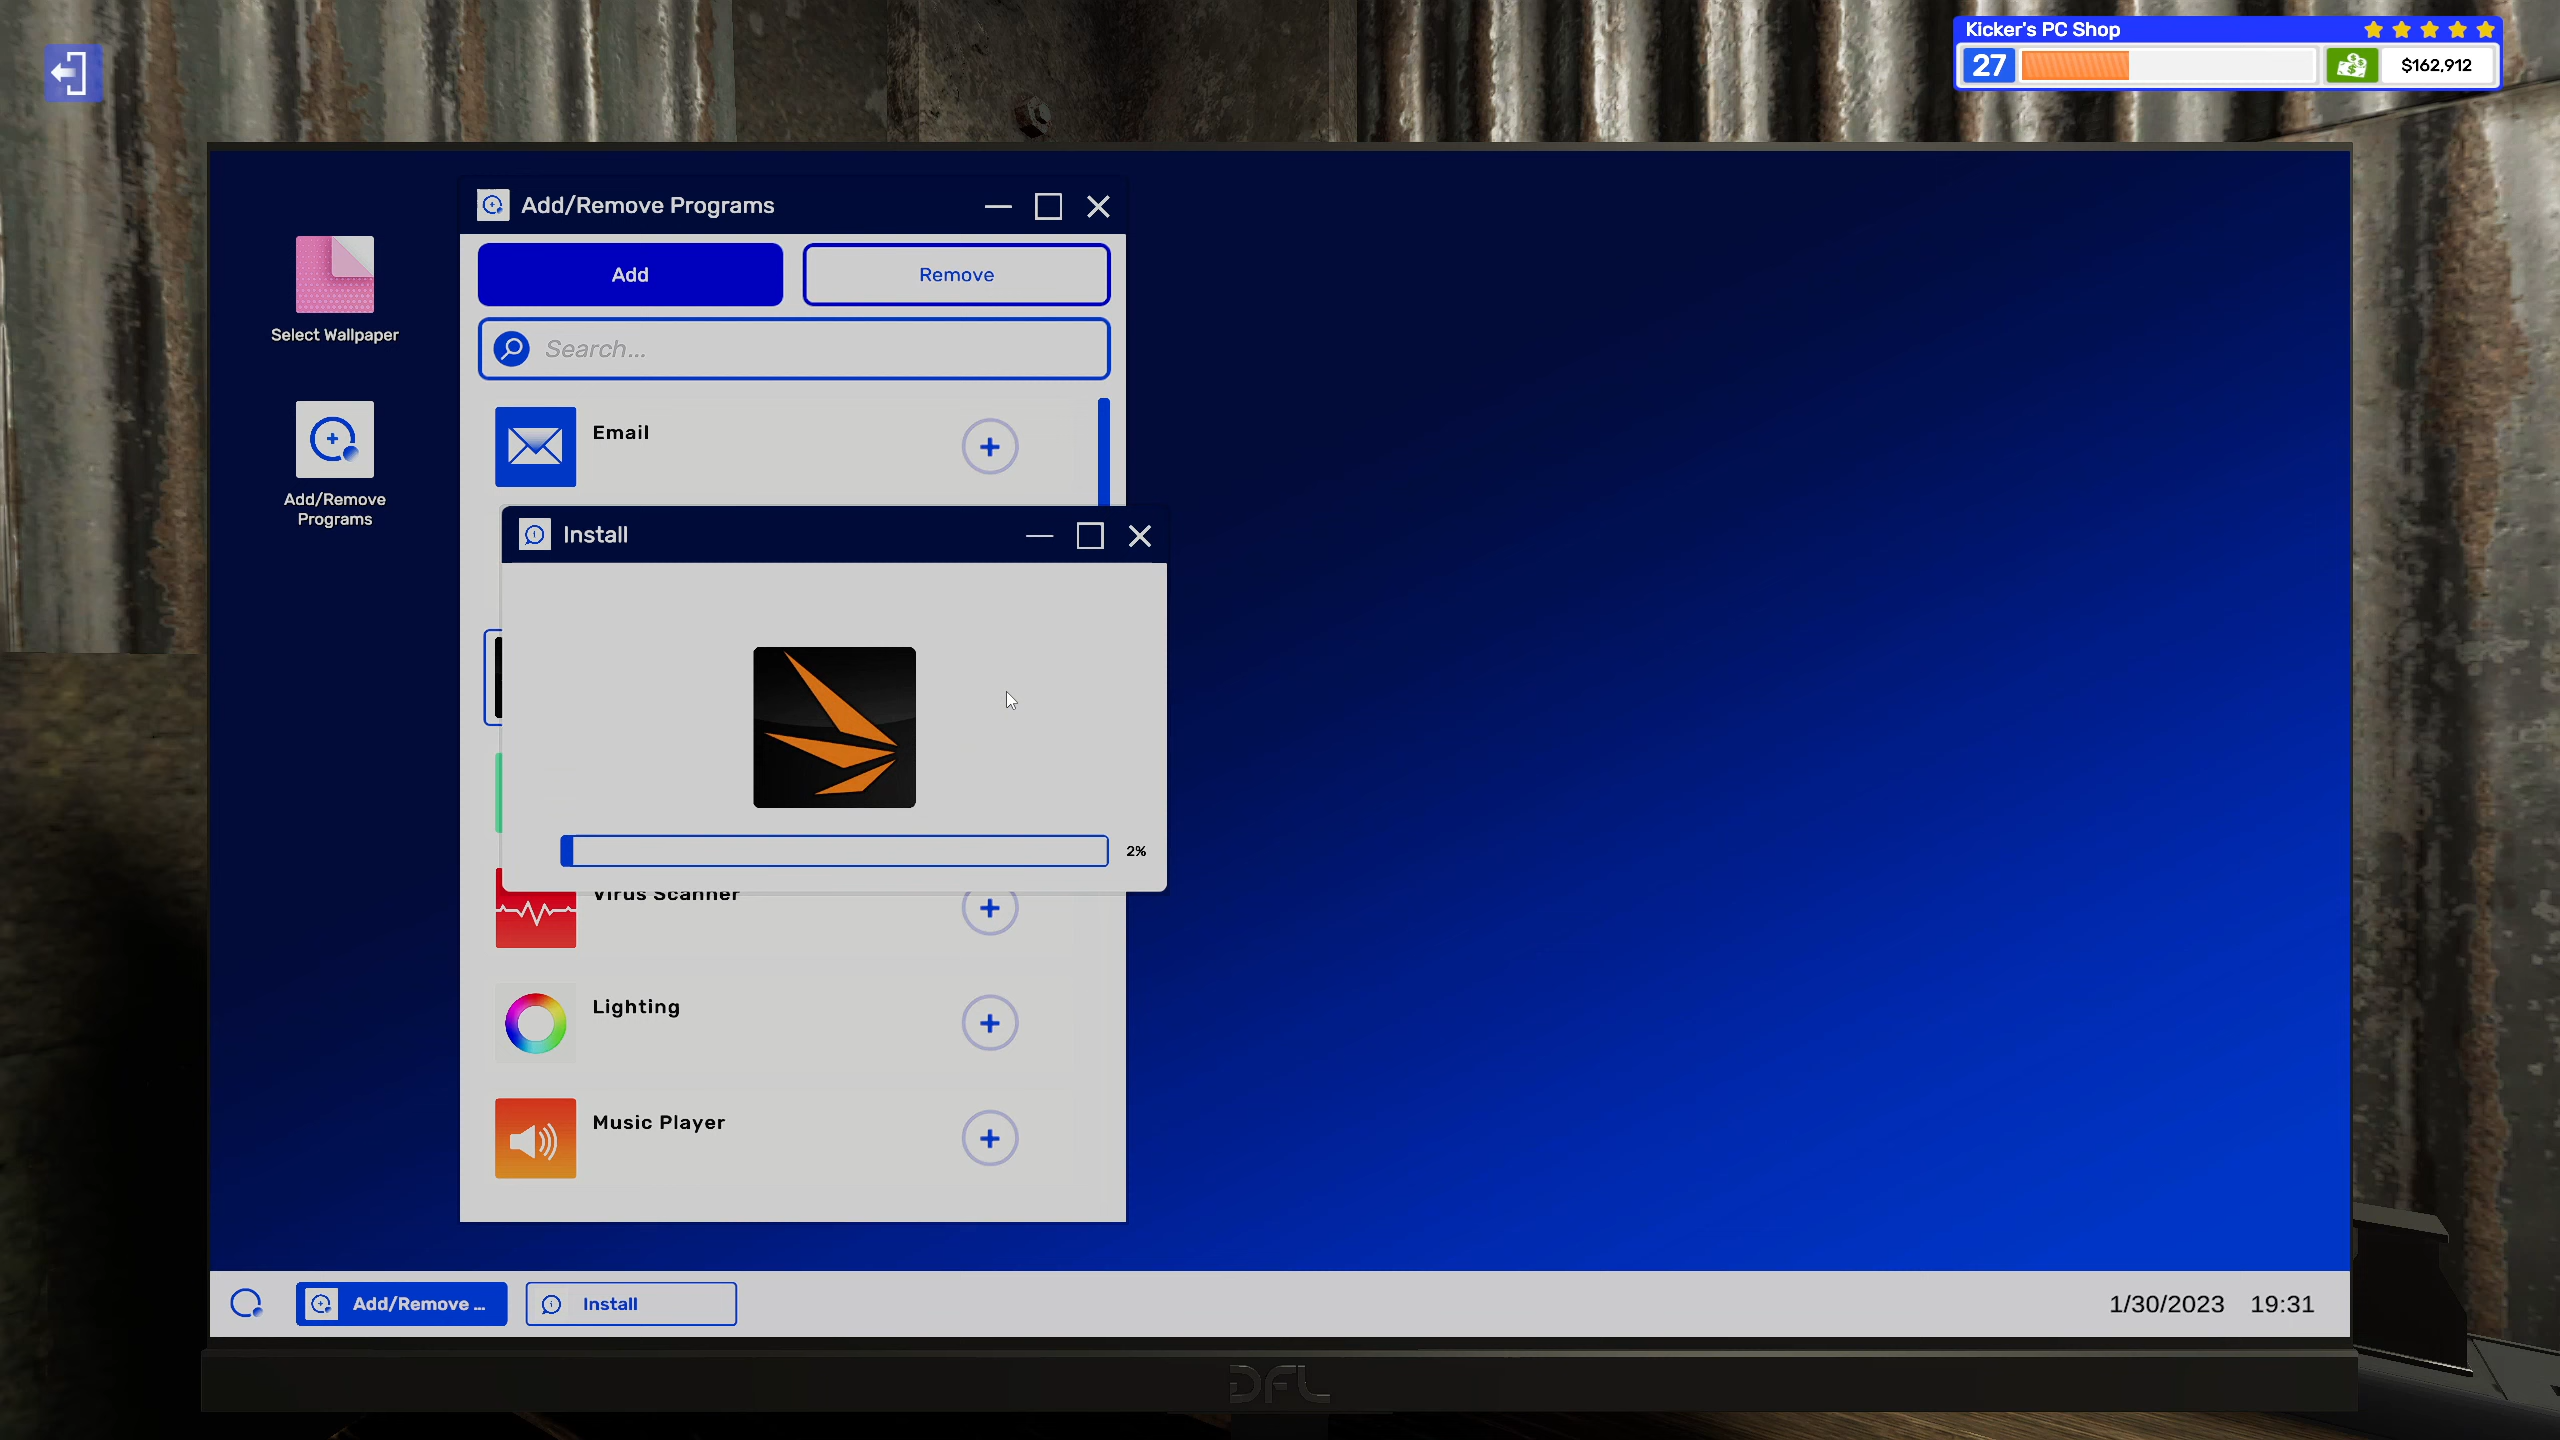 Kicker's PC Shop
27
$162,912
Select Wallpaper
Add/Remove
Programs
Add/Remove Programs
Add
Remove
Search...
Email
Install
2%
Virus Scanner
Lighting
Music Player
Add/Remove ...
Install
1/30/2023 19:31
DFL